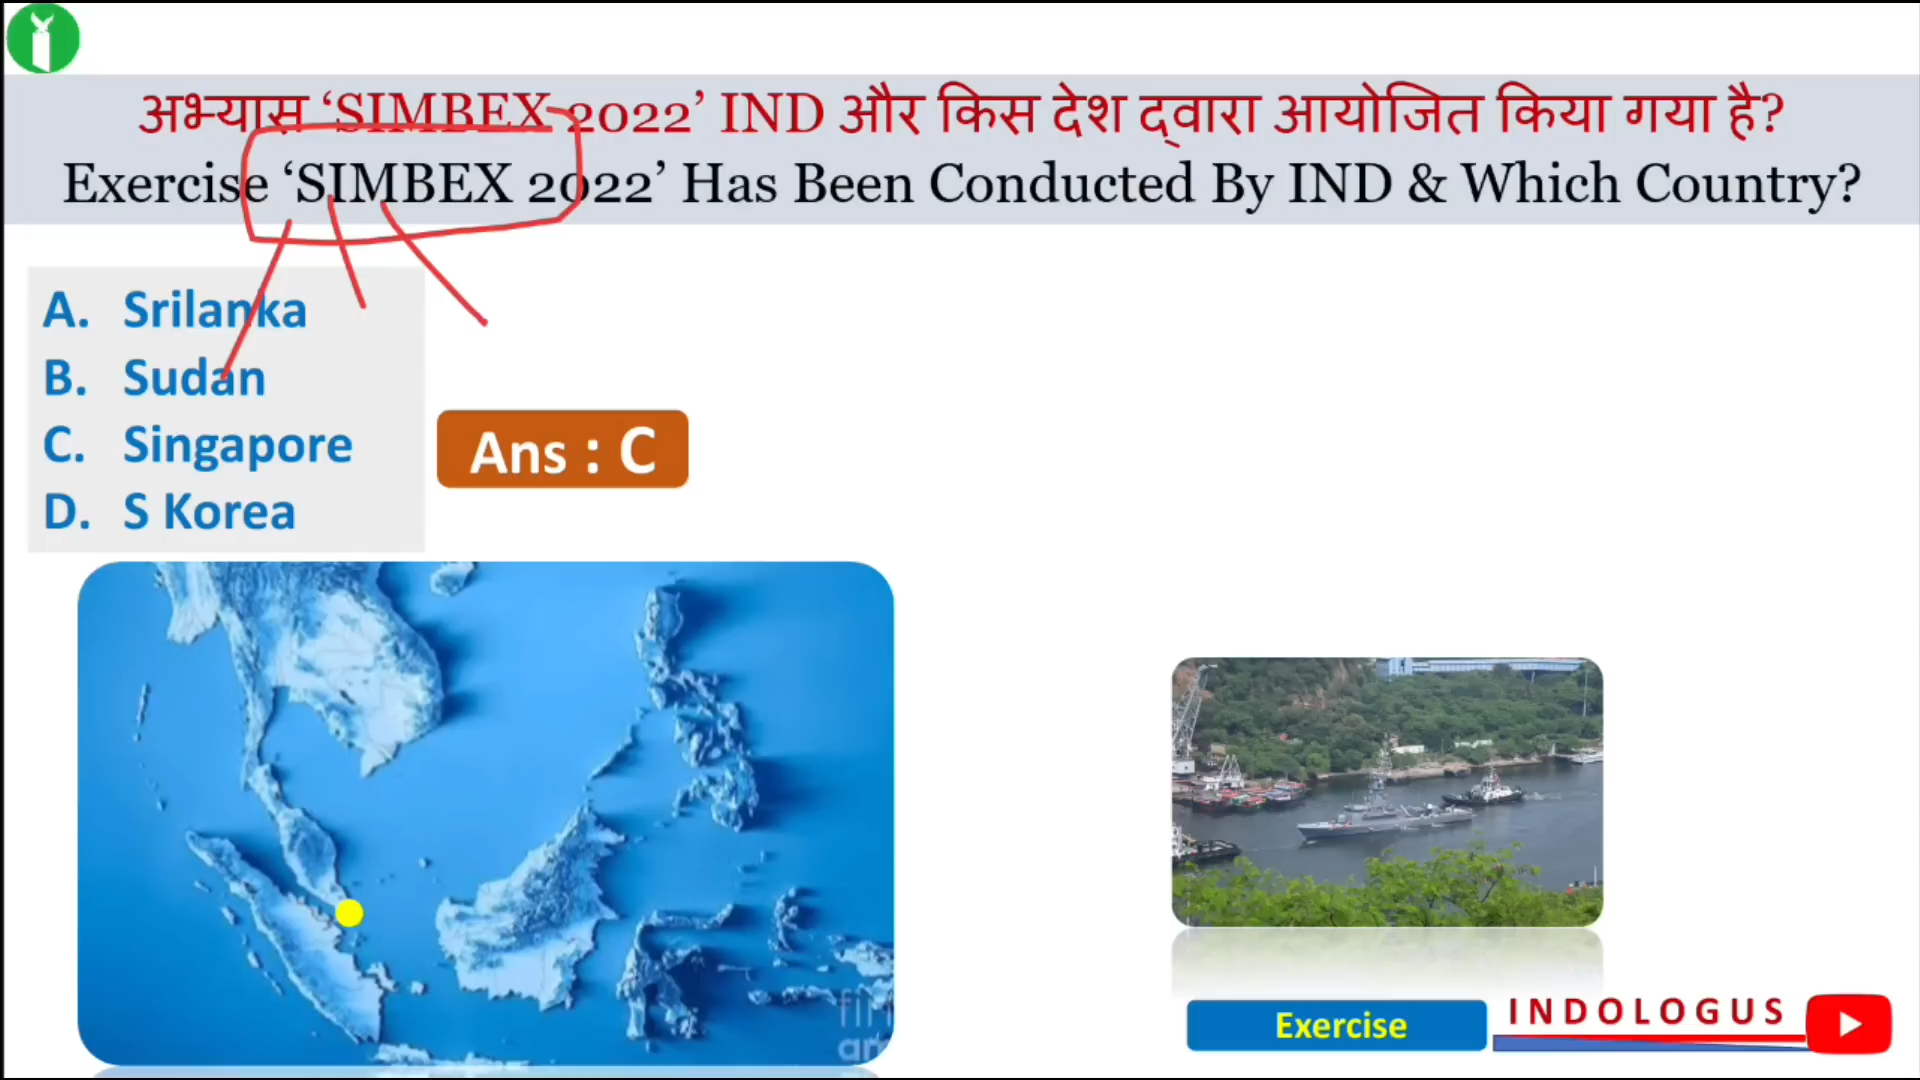 अभ्यास ‘SIMBEX 2022’ IND और किस देश द्वारा आयोजित किया गया है?
Exercise ‘SIMBEX 2022’ Has Been Conducted By IND & Which Country?
A. Srilanka
B. Sudan
C. Singapore
D. S Korea
Ans : C
Exercise
INDOLOGUS